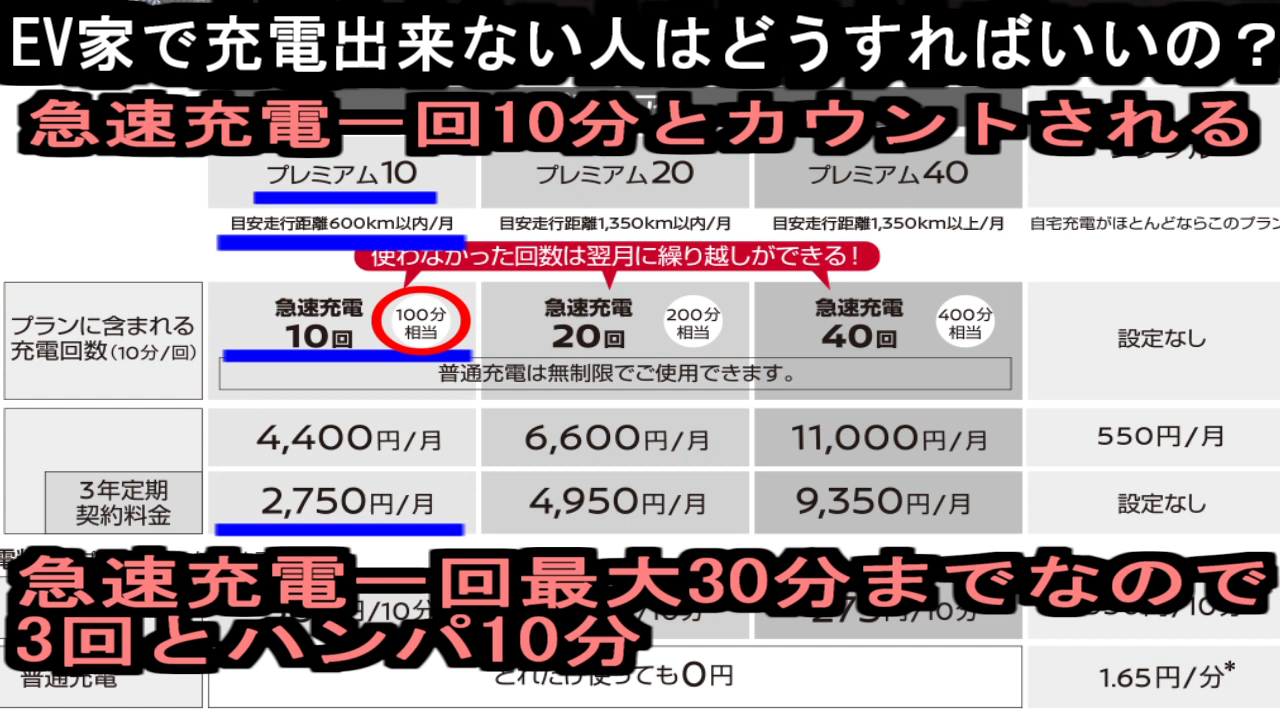 EV家で充電出来ない人はどうすればいいの？
急速充電一回10分とカウントされる
プレミアム10
プレミアム20
プレミアム40
目安走行距離600km以内/月
目安走行距離1,350km以内/月
目安走行距離1,350km以上/月
自宅充電がほとんどならこのプラン
使わなかった回数は翌月に繰り越しができる！
プランに含まれる
充電回数(10分/回)
急速充電
10回
100分
相当
急速充電
20回
200分
相当
急速充電
40回
400分
相当
設定なし
普通充電は無制限でご使用できます。
4,400円/月
6,600円/月
11,000円/月
550円/月
3年定期
契約料金
2,750円/月
4,950円/月
9,350円/月
設定なし
急速充電一回最大30分までなので
3回とハンパ10分
円/10分
/10分
275円/10分
普通充電
どれだけ使っても0円
1.65円/分*